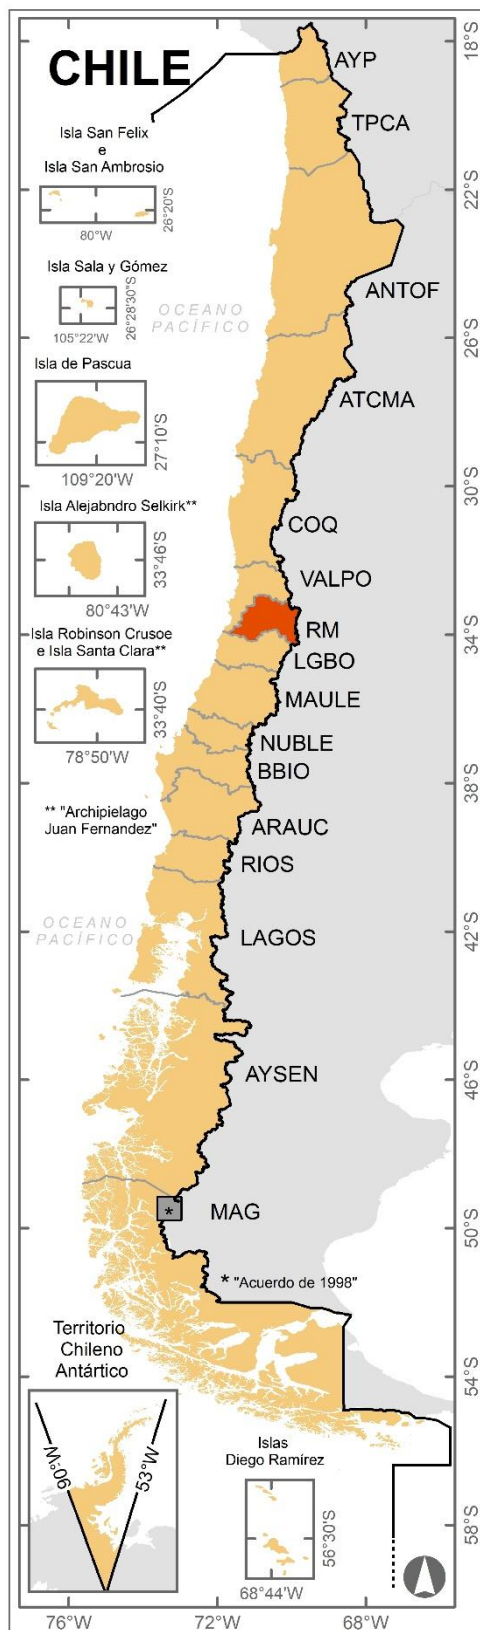 CHILE
18°S
AYP
TPCA
Isla San Felix
e
Isla San Ambrosio
26°20'S
80°W
22°S
Isla Sala y Gómez
26°28'30"S
105°22'W
OCEANO
PACÍFICO
ANTOF
26°S
Isla de Pascua
27°10'S
109°20'W
ATCMA
30°S
Isla Alejabndro Selkirk**
33°46'S
80°43'W
COQ
VALPO
Isla Robinson Crusoe
e Isla Santa Clara**
33°40'S
78°50'W
RM
34°S
LGBO
MAULE
NUBLE
BBIO
38°S
** "Archipielago
Juan Fernandez"
ARAUC
RIOS
OCEANO
PACÍFICO
LAGOS
42°S
AYSEN
46°S
*
MAG
50°S
* "Acuerdo de 1998"
Territorio
Chileno
Antártico
54°S
90°W
53°W
Islas
Diego Ramírez
56°30'S
68°44'W
58°S
76°W
72°W
68°W